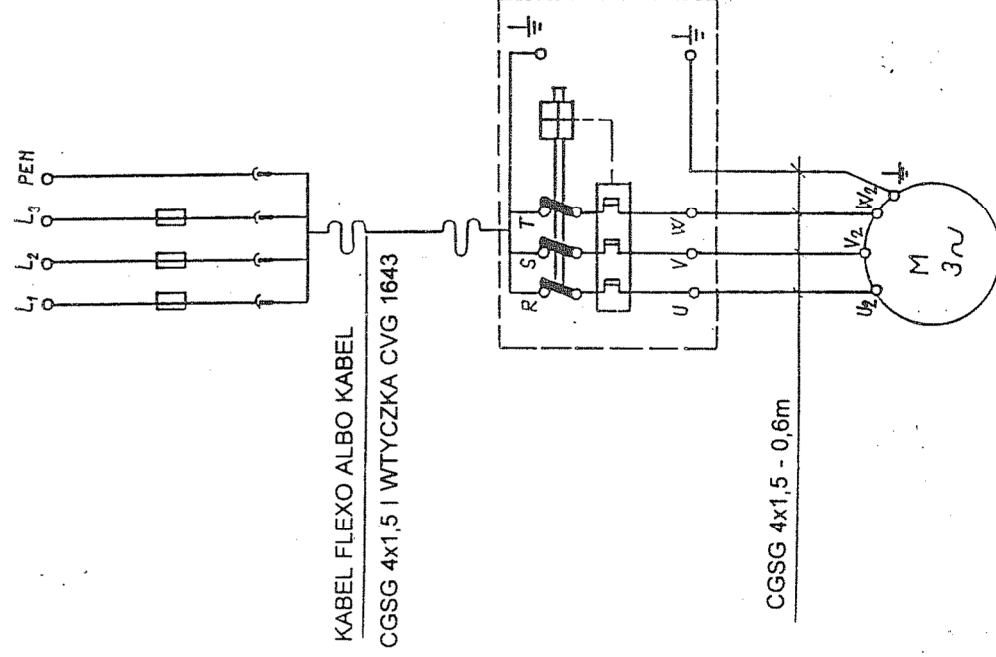 L1
L2
L3
PEN
KABEL FLEXO ALBO KABEL
CGSG 4x1,5 I WTYCZKA CVG 1643
R
S
T
U
V
W
CGSG 4x1,5 - 0,6m
U2
V2
W2
M
3~